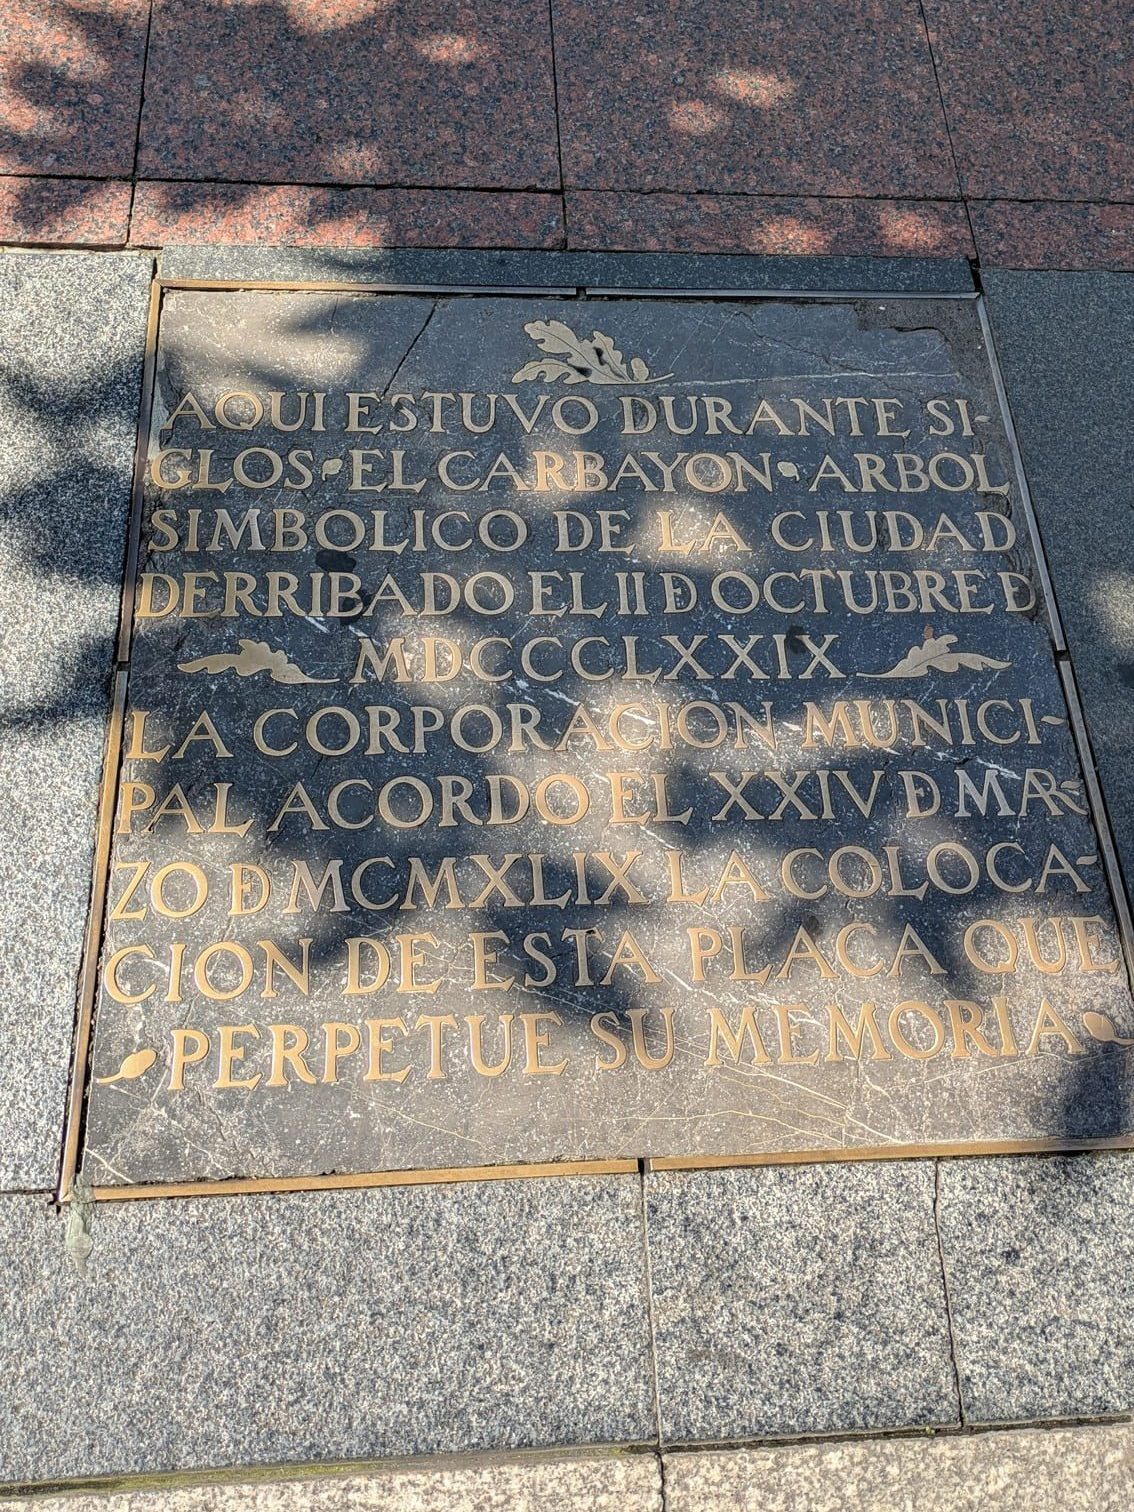 AQUI ESTUVO DURANTE SI-
GLOS·EL CARBAYON·ARBOL
SIMBOLICO DE LA CIUDAD
DERRIBADO EL II Đ OCTUBRE Đ
MDCCCLXXIX
LA CORPORACION MUNICI-
PAL ACORDO EL XXIV Đ MAR-
ZO Đ MCMXLIX LA COLOCA-
CION DE ESTA PLACA QUE
PERPETUE SU MEMORIA